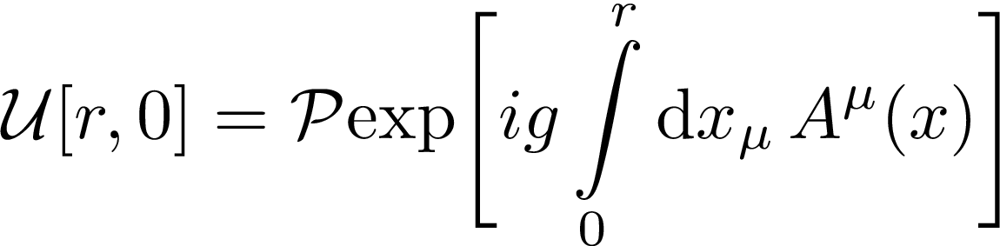 𝒰[r, 0] = 𝒫exp[ig ∫₀ʳ dx_μ A^μ(x)]